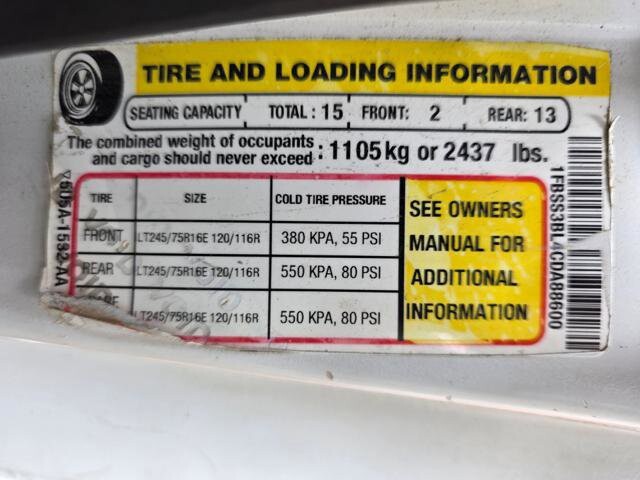 TIRE AND LOADING INFORMATION
SEATING CAPACITY TOTAL : 15 FRONT: 2 REAR: 13
The combined weight of occupants
and cargo should never exceed : 1105kg or 2437 lbs.
TIRE SIZE COLD TIRE PRESSURE
FRONT LT245/75R16E 120/116R 380 KPA, 55 PSI
REAR LT245/75R16E 120/116R 550 KPA, 80 PSI
LT245/75R16E 120/116R 550 KPA, 80 PSI
SEE OWNERS
MANUAL FOR
ADDITIONAL
INFORMATION
1FBSS3BL4CDA88600